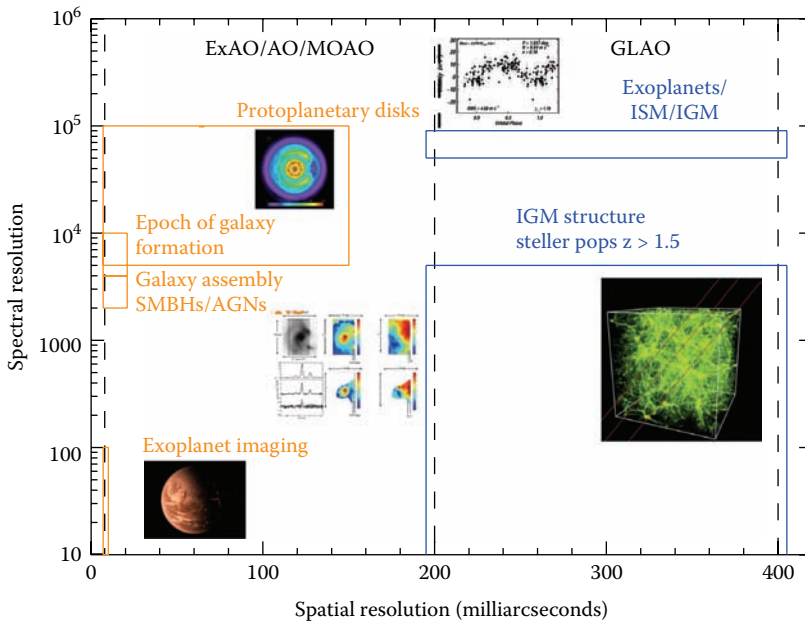 ExAO/AO/MOAO
GLAO
Protoplanetary disks
Exoplanets/
ISM/IGM
Epoch of galaxy
formation
IGM structure
steller pops z > 1.5
Galaxy assembly
SMBHs/AGNs
Exoplanet imaging
Spectral resolution
10^6
10^5
10^4
1000
100
10
0
100
200
300
400
Spatial resolution (milliarcseconds)